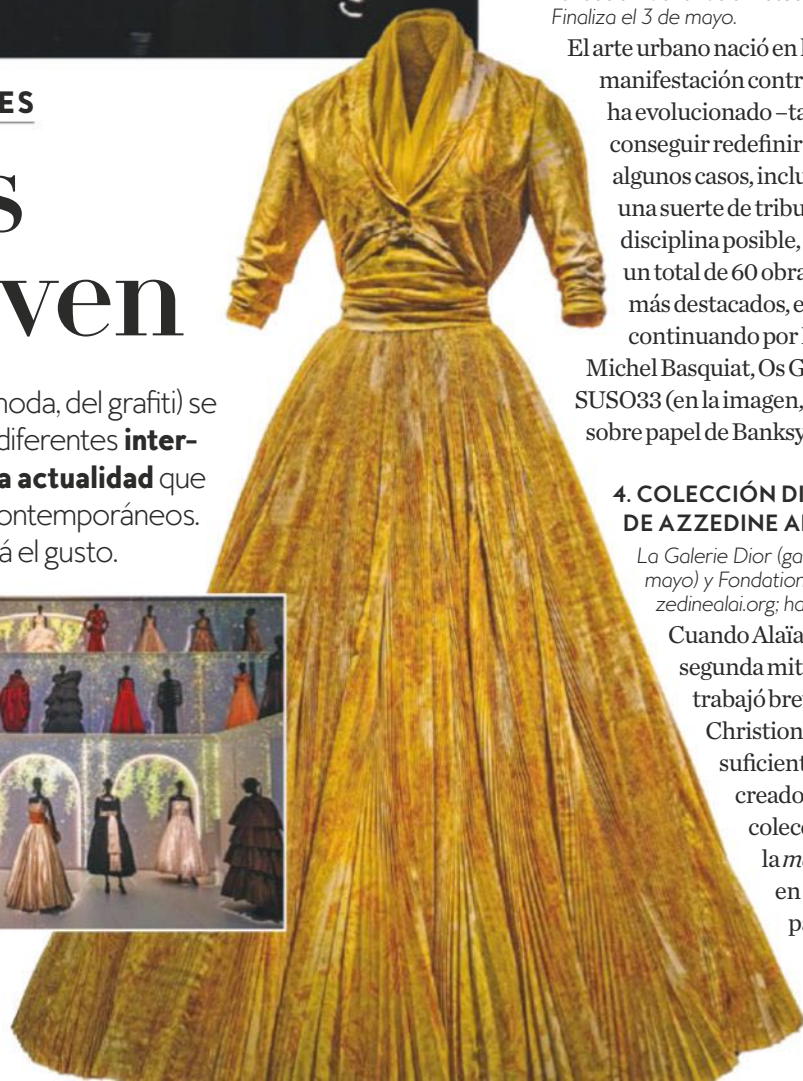 ES
s
ven
moda, del grafiti) se
diferentes inter-
a actualidad que
ontemporáneos.
á el gusto.
Finaliza el 3 de mayo.
El arte urbano nació en l
manifestación contr
ha evolucionado –ta
conseguir redefinir
algunos casos, inclu
una suerte de tribu
disciplina posible,
un total de 60 obra
más destacados, e
continuando por
Michel Basquiat, Os G
SUSO33 (en la imagen,
sobre papel de Banksy
4. COLECCIÓN DI
DE AZZEDINE A
La Galerie Dior (ga
mayo) y Fondation
zedinealai.org; ha
Cuando Alaïa
segunda mit
trabajó bre
Christion
suficient
creado
colecc
la m
en
pa